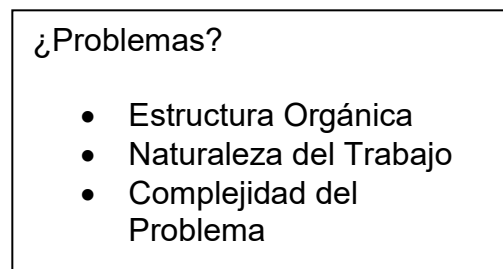 ¿Problemas?
• Estructura Orgánica
• Naturaleza del Trabajo
• Complejidad del
Problema